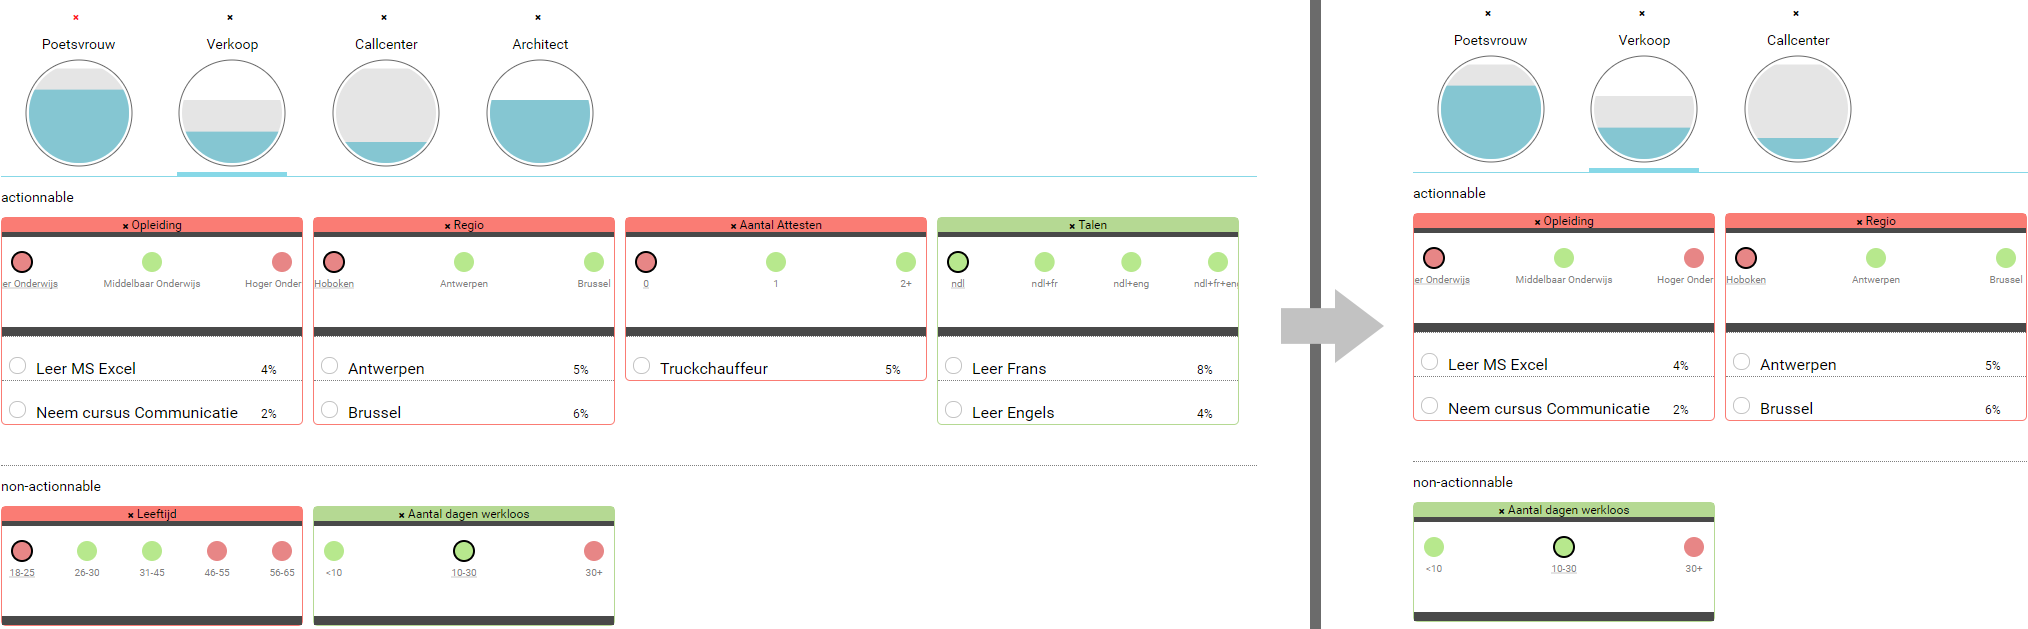 Poetsvrouw Verkoop Callcenter Architect
actionnable
× Opleiding × Regio × Aantal Attesten × Talen
er Onderwijs Middelbaar Onderwijs Hoger Onder Hoboken Antwerpen Brussel 0 1 2+ ndl ndl+fr ndl+eng ndl+fr+en
Leer MS Excel 4% Antwerpen 5% Truckchauffeur 5% Leer Frans 8%
Neem cursus Communicatie 2% Brussel 6% Leer Engels 4%
non-actionnable
× Leeftijd × Aantal dagen werkloos
18-25 26-30 31-45 46-55 56-65 <10 10-30 30+
Poetsvrouw Verkoop Callcenter
actionnable
× Opleiding × Regio
er Onderwijs Middelbaar Onderwijs Hoger Onder Hoboken Antwerpen Brussel
Leer MS Excel 4% Antwerpen 5%
Neem cursus Communicatie 2% Brussel 6%
non-actionnable
× Aantal dagen werkloos
<10 10-30 30+